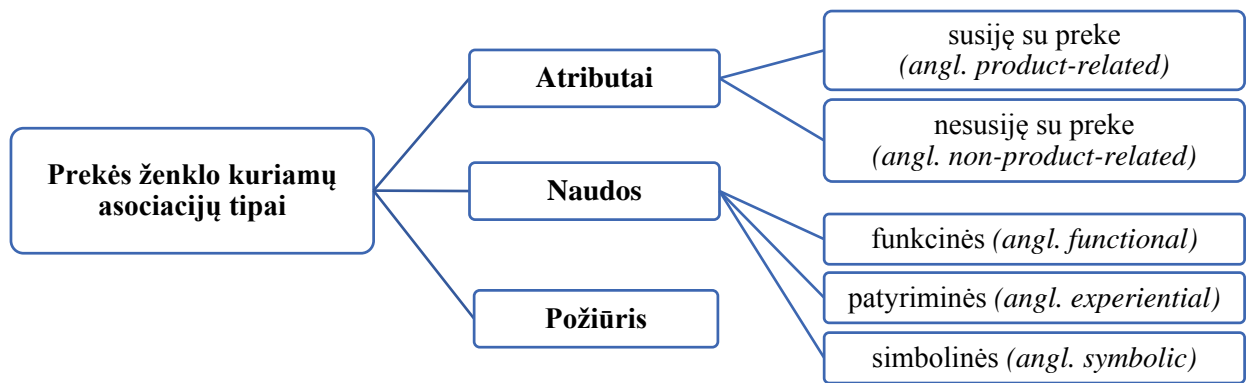 Prekės ženklo kuriamų
asociacijų tipai
Atributai
susiję su preke
(angl. product-related)
nesusiję su preke
(angl. non-product-related)
Naudos
funkcinės (angl. functional)
patyriminės (angl. experiential)
simbolinės (angl. symbolic)
Požiūris